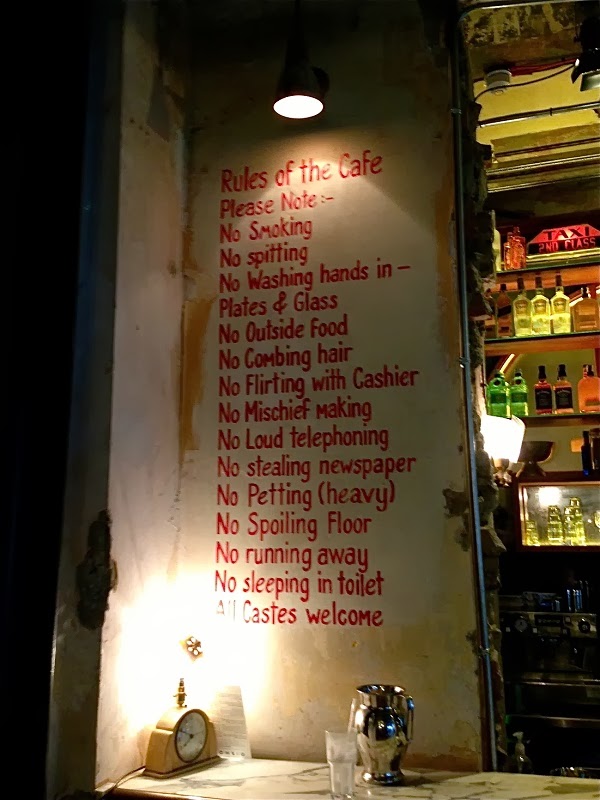 Rules of the Cafe
Please Note :-
No Smoking
No spitting
No Washing hands in –
Plates & Glass
No Outside Food
No Combing hair
No Flirting with Cashier
No Mischief making
No Loud telephoning
No stealing newspaper
No Petting (heavy)
No Spoiling Floor
No running away
No sleeping in toilet
All Castes welcome
TAXI
2ND CLASS